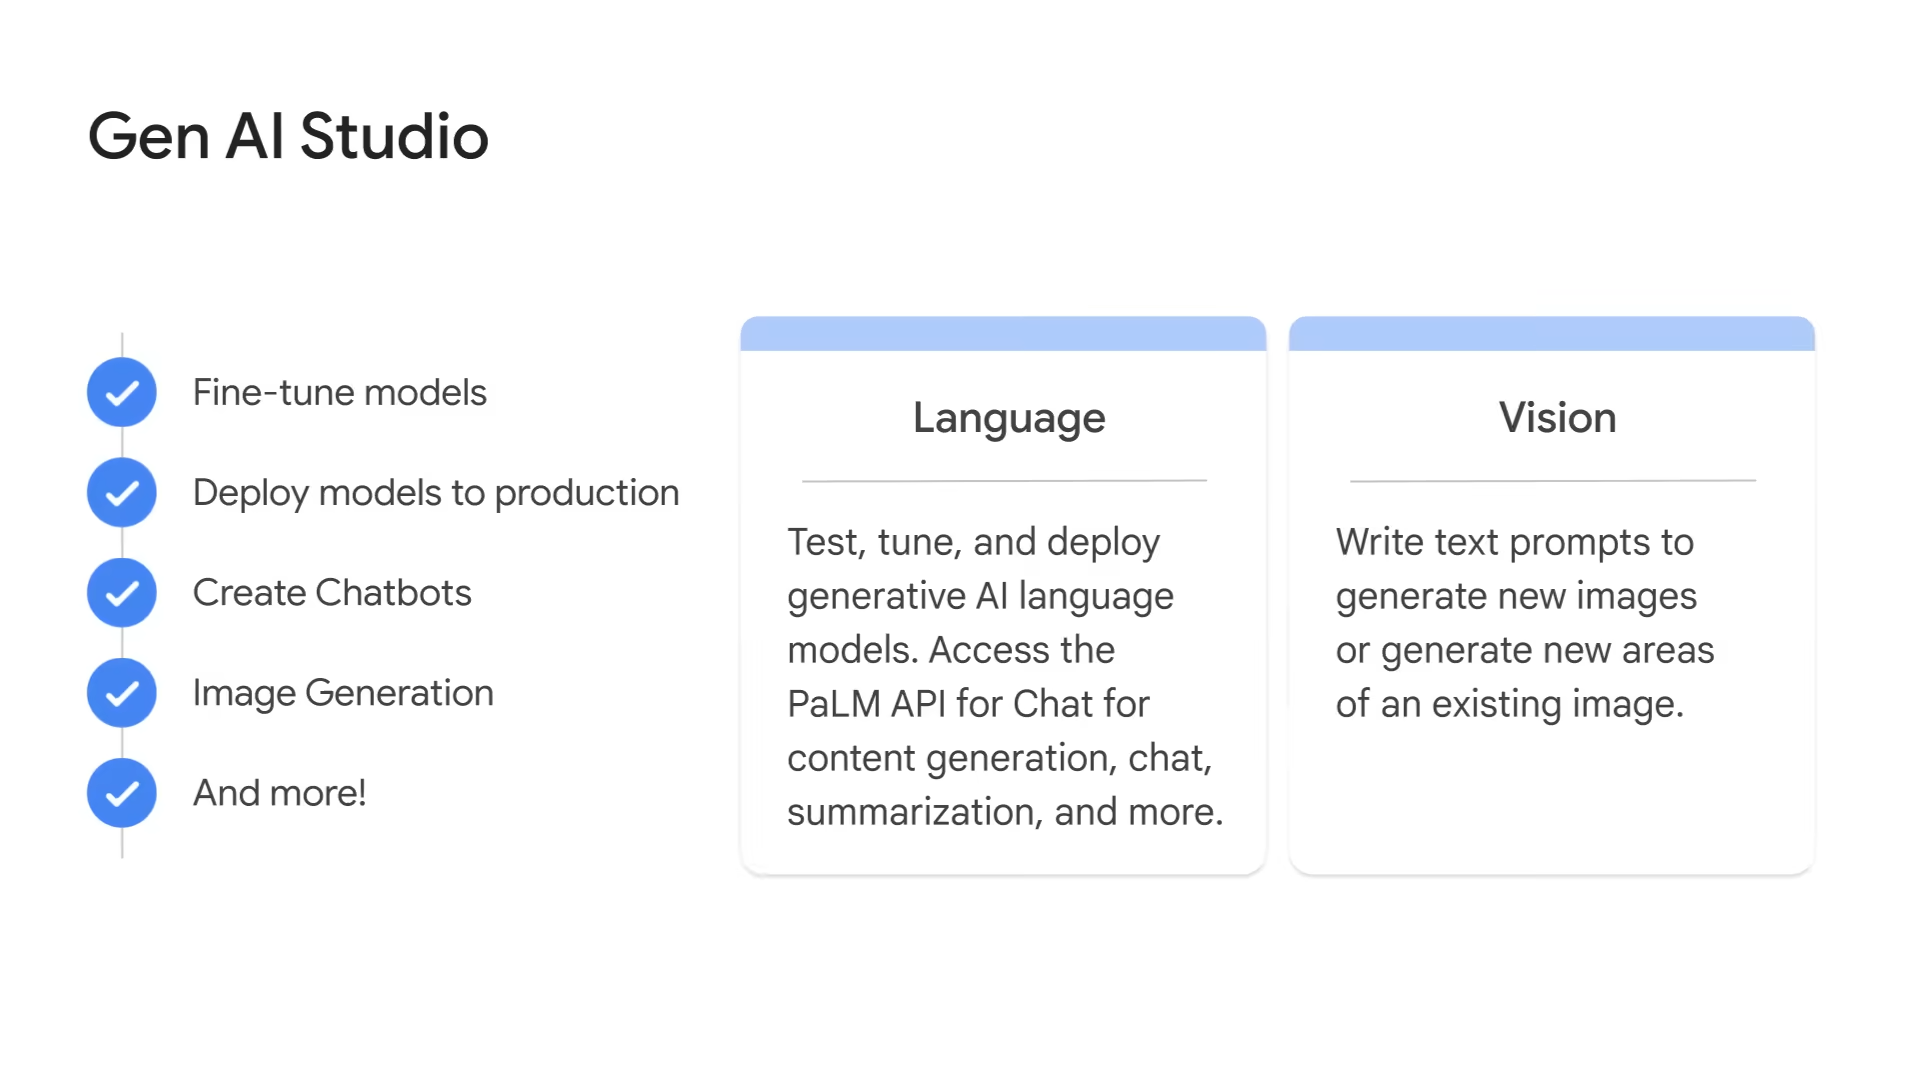 Gen AI Studio
Fine-tune models
Deploy models to production
Create Chatbots
Image Generation
And more!
Language
Test, tune, and deploy
generative AI language
models. Access the
PaLM API for Chat for
content generation, chat,
summarization, and more.
Vision
Write text prompts to
generate new images
or generate new areas
of an existing image.